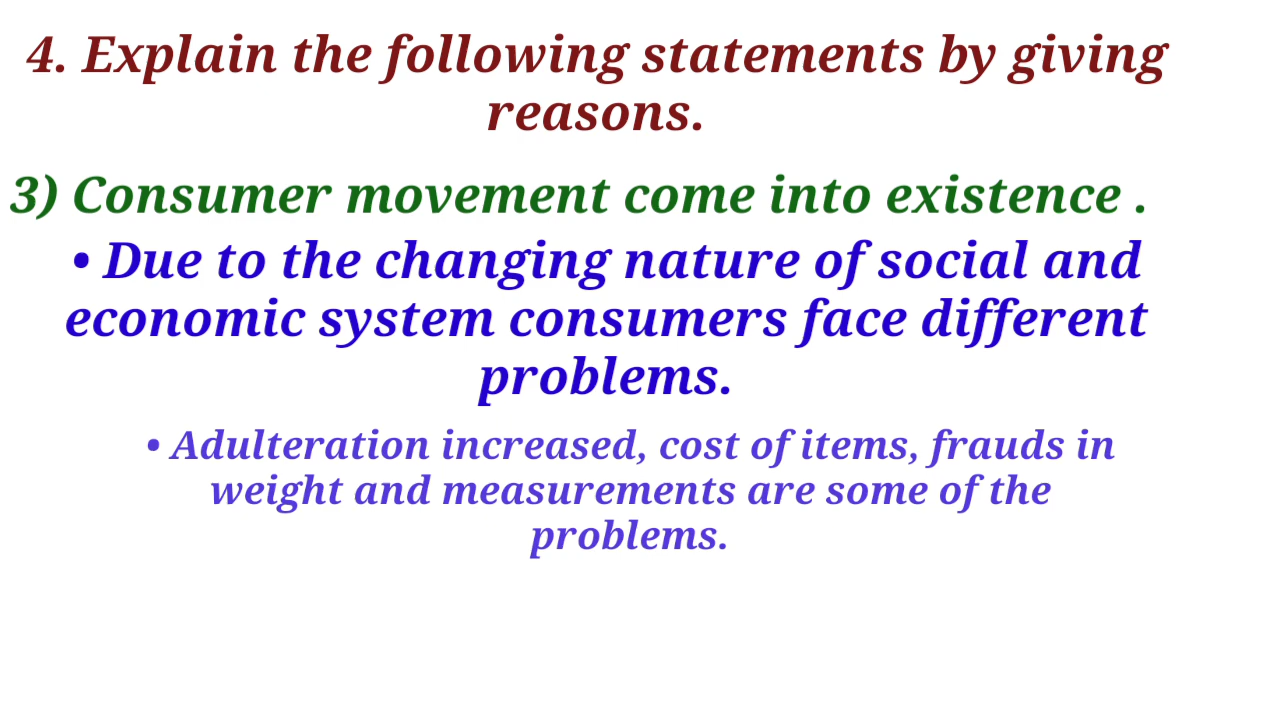 4. Explain the following statements by giving
reasons.
3) Consumer movement come into existence .
• Due to the changing nature of social and
economic system consumers face different
problems.
• Adulteration increased, cost of items, frauds in
weight and measurements are some of the
problems.